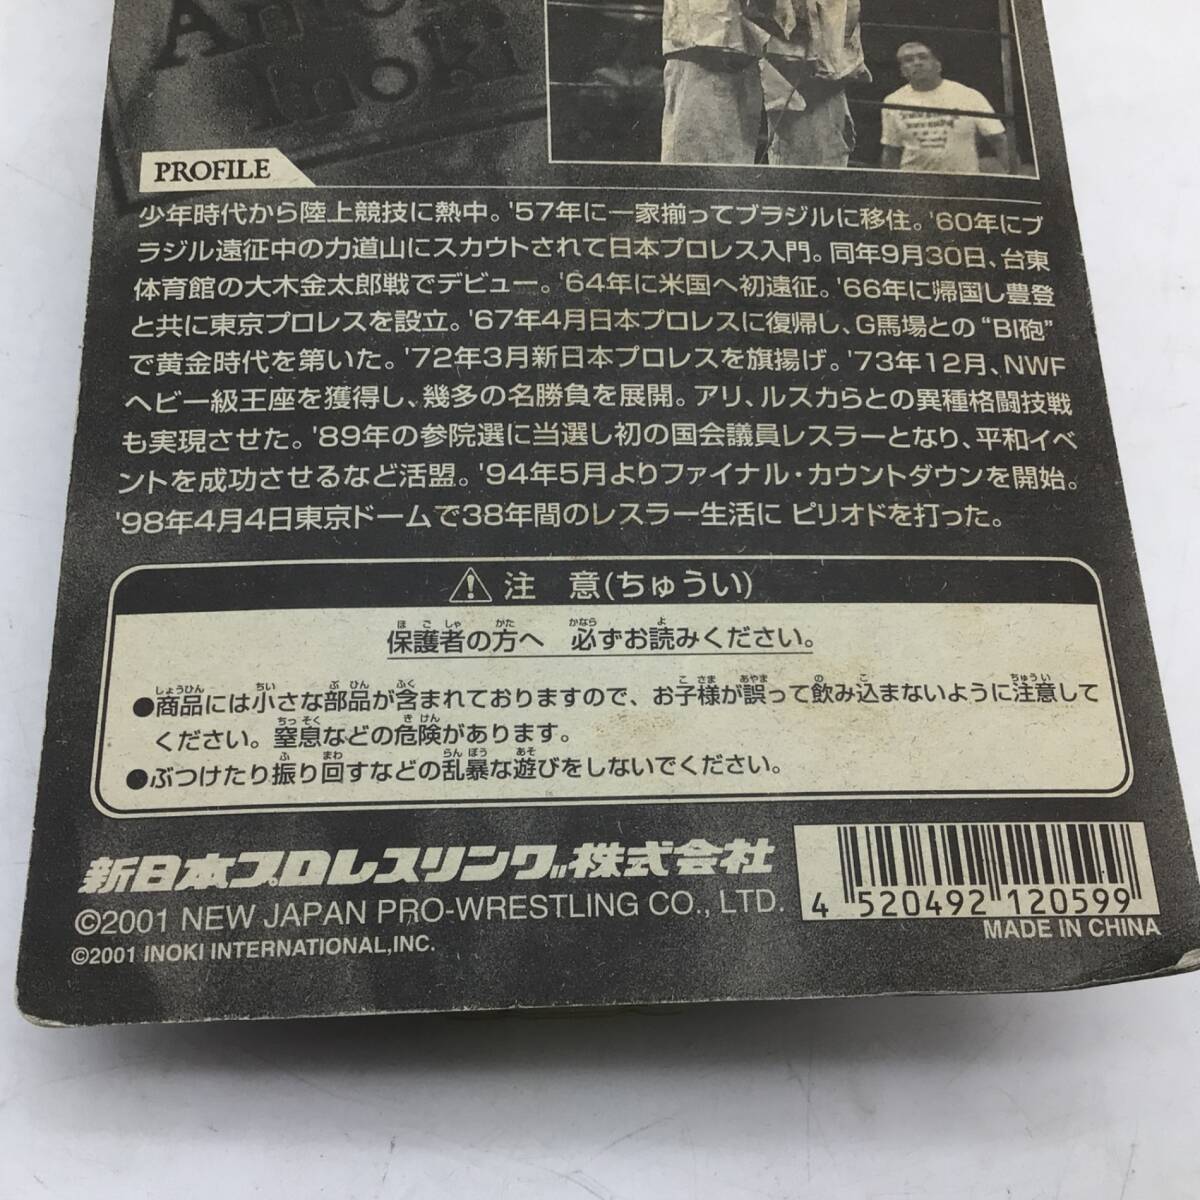 Antonio
Inoki
PROFILE
少年時代から陸上競技に熱中。'57年に一家揃ってブラジルに移住。'60年にブ
ラジル遠征中の力道山にスカウトされて日本プロレス入門。同年9月30日、台東
体育館の大木金太郎戦でデビュー。'64年に米国へ初遠征。'66年に帰国し豊登
と共に東京プロレスを設立。'67年4月日本プロレスに復帰し、G馬場との“BI砲”
で黄金時代を第いた。'72年3月新日本プロレスを旗揚げ。'73年12月、NWF
ヘビー級王座を獲得し、幾多の名勝負を展開。アリ、ルスカらとの異種格闘技戦
も実現させた。'89年の参院選に当選し初の国会議員レスラーとなり、平和イベ
ントを成功させるなど活盟。'94年5月よりファイナル・カウントダウンを開始。
'98年4月4日東京ドームで38年間のレスラー生活に ピリオドを打った。
注 意(ちゅうい)
保護者の方へ 必ずお読みください。
●商品には小さな部品が含まれておりますので、お子様が誤って飲み込まないように注意して
ください。窒息などの危険があります。
●ぶつけたり振り回すなどの乱暴な遊びをしないでください。
新日本プロレスリング株式会社
©2001 NEW JAPAN PRO-WRESTLING CO., LTD.
©2001 INOKI INTERNATIONAL,INC.
4 520492 120599
MADE IN CHINA